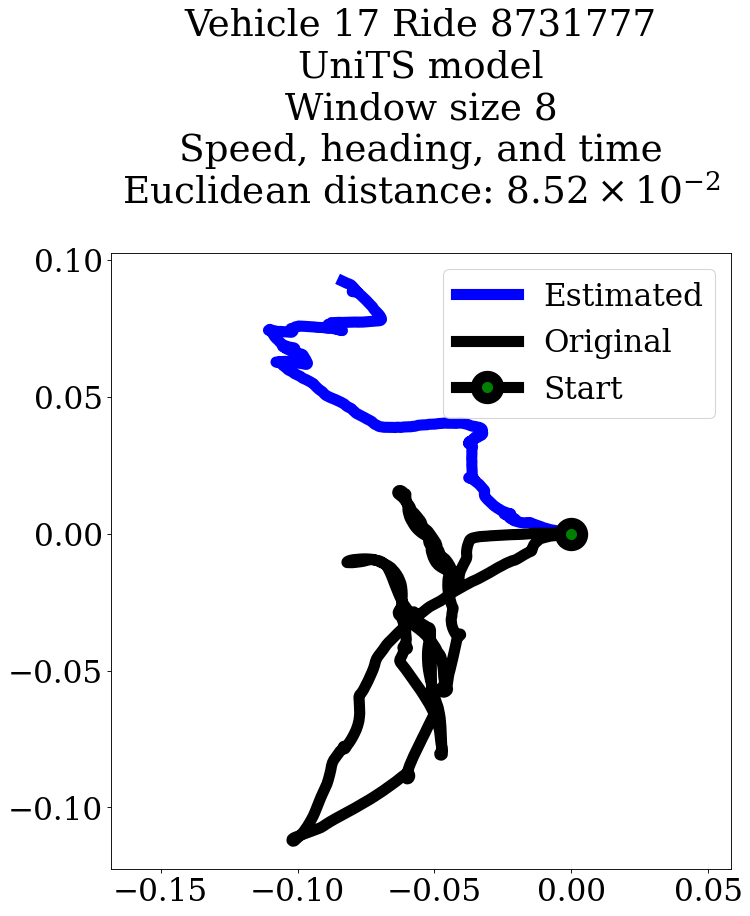 Vehicle 17 Ride 8731777
UniTS model
Window size 8
Speed, heading, and time
Euclidean distance: 8.52 × 10⁻²
0.10
0.05
0.00
−0.05
−0.10
Estimated
Original
Start
−0.15
−0.10
−0.05
0.00
0.05